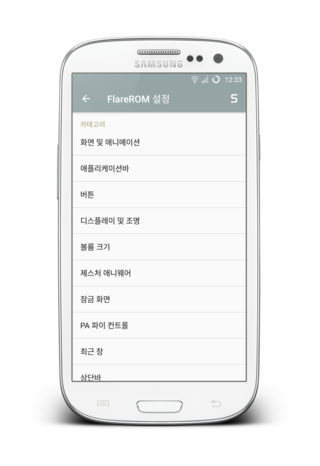 SAMSUNG
12:33
FlareROM 설정
S
카테고리
화면 및 애니메이션
애플리케이션바
버튼
디스플레이 및 조명
볼륨 크기
제스처 애니웨어
잠금 화면
PA 파이 컨트롤
최근 창
상단바